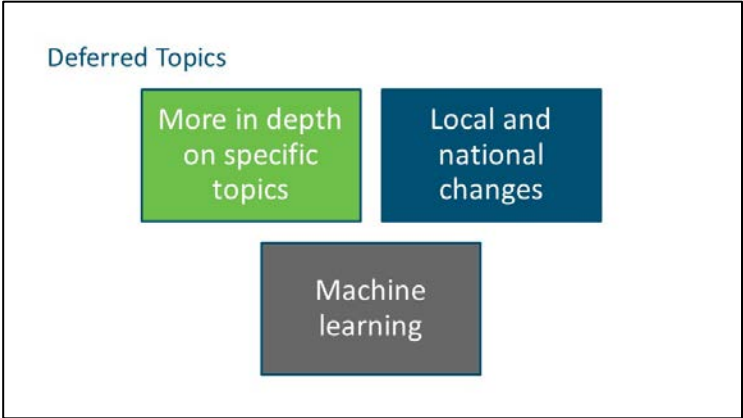 Deferred Topics
More in depth
on specific
topics
Local and
national
changes
Machine
learning